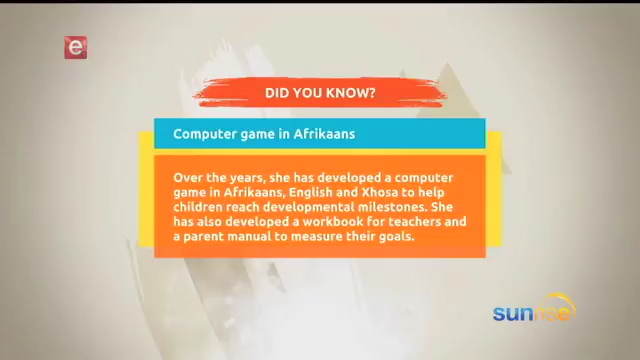 e
DID YOU KNOW?
Computer game in Afrikaans
Over the years, she has developed a computer
game in Afrikaans, English and Xhosa to help
children reach developmental milestones. She
has also developed a workbook for teachers and
a parent manual to measure their goals.
sunrise